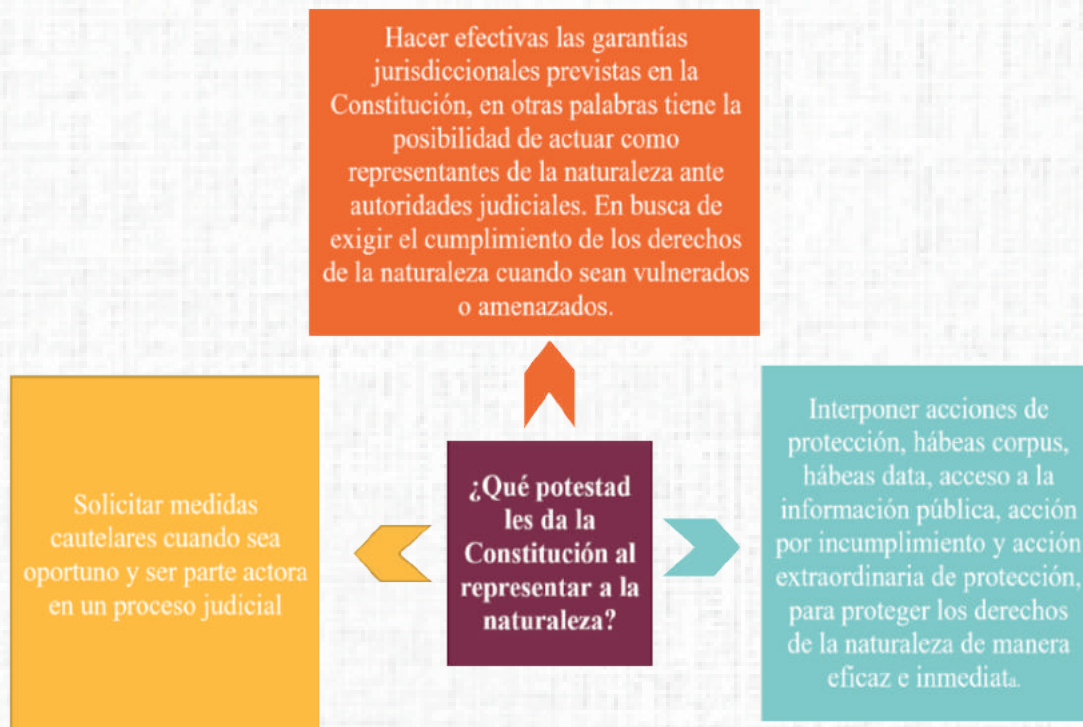 Hacer efectivas las garantías
jurisdiccionales previstas en la
Constitución, en otras palabras tiene la
posibilidad de actuar como
representantes de la naturaleza ante
autoridades judiciales. En busca de
exigir el cumplimiento de los derechos
de la naturaleza cuando sean vulnerados
o amenazados.
Solicitar medidas
cautelares cuando sea
oportuno y ser parte actora
en un proceso judicial
¿Qué potestad
les da la
Constitución al
representar a la
naturaleza?
Interponer acciones de
protección, hábeas corpus,
hábeas data, acceso a la
información pública, acción
por incumplimiento y acción
extraordinaria de protección,
para proteger los derechos
de la naturaleza de manera
eficaz e inmediata.